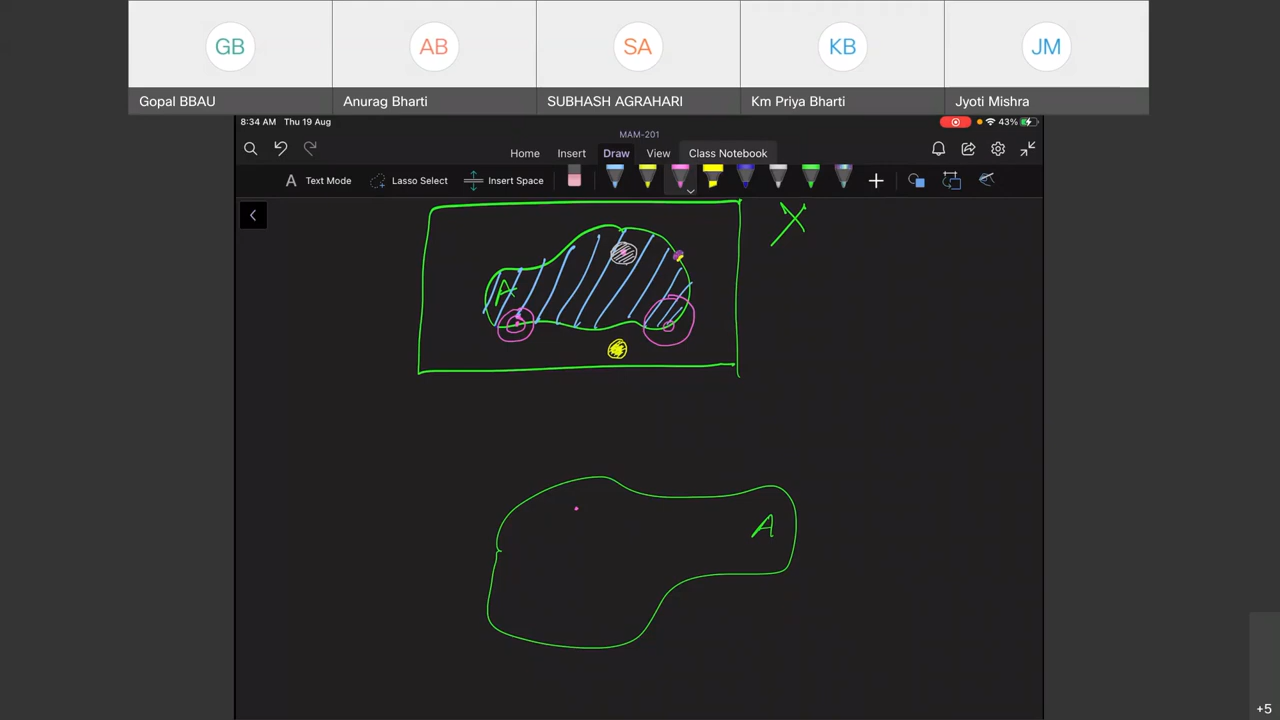 GB AB SA KB JM
Gopal BBAU Anurag Bharti SUBHASH AGRAHARI Km Priya Bharti Jyoti Mishra
8:34 AM Thu 19 Aug 43%
MAM-201
Home Insert Draw View Class Notebook
A Text Mode Lasso Select Insert Space
X
A
A
+5